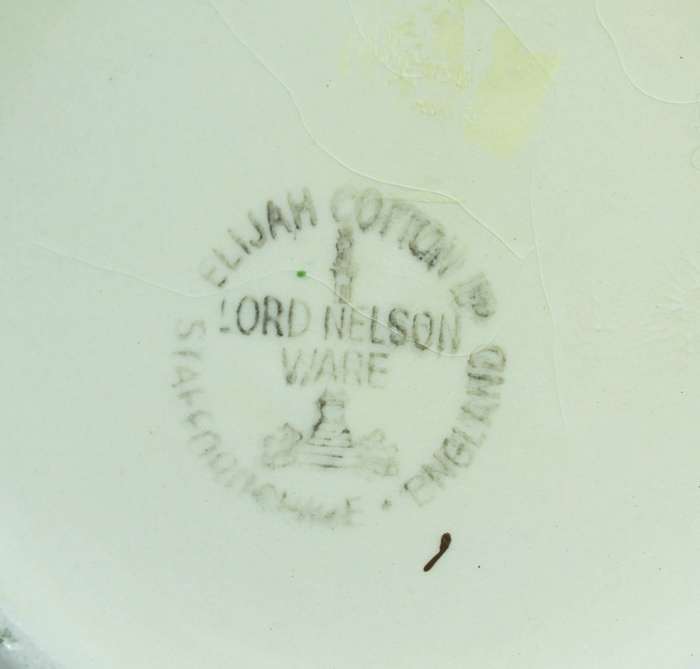 ELIJAH COTTON LTD
LORD NELSON
WARE
STAFFORDSHIRE · ENGLAND